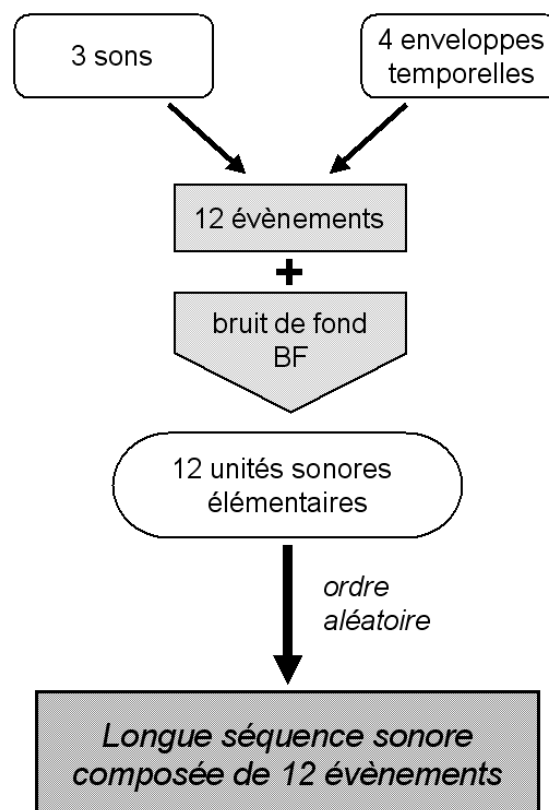 3 sons
4 enveloppes
temporelles
12 évènements
+
bruit de fond
BF
12 unités sonores
élémentaires
ordre
aléatoire
Longue séquence sonore
composée de 12 évènements